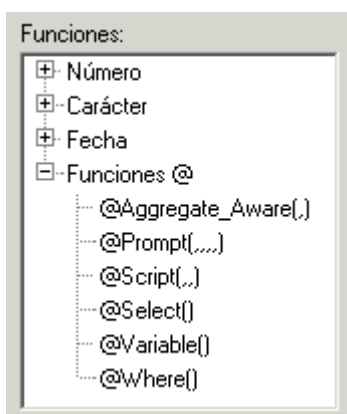 Funciones:
Número
Carácter
Fecha
Funciones @
@Aggregate_Aware(,)
@Prompt(,,,,)
@Script(,,)
@Select()
@Variable()
@Where()